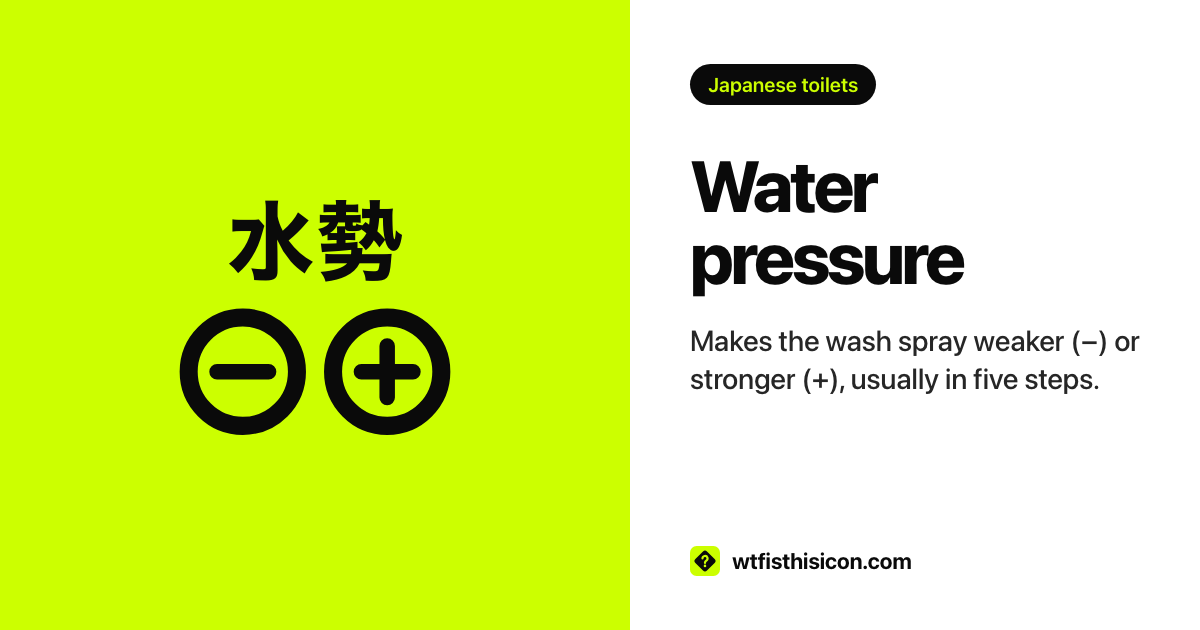 水勢
Japanese toilets
Water
pressure
Makes the wash spray weaker (−) or
stronger (+), usually in five steps.
wtfisthisicon.com